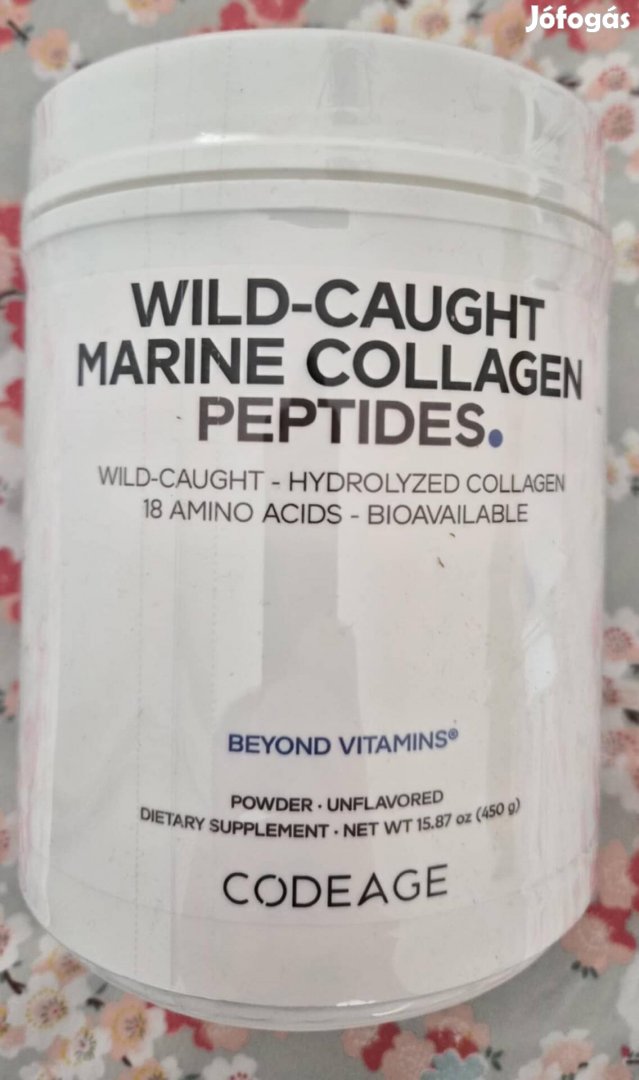 Jófogás
WILD-CAUGHT
MARINE COLLAGEN
PEPTIDES.
WILD-CAUGHT - HYDROLYZED COLLAGEN
18 AMINO ACIDS - BIOAVAILABLE
BEYOND VITAMINS®
POWDER · UNFLAVORED
DIETARY SUPPLEMENT · NET WT 15.87 oz (450 g)
CODEAGE